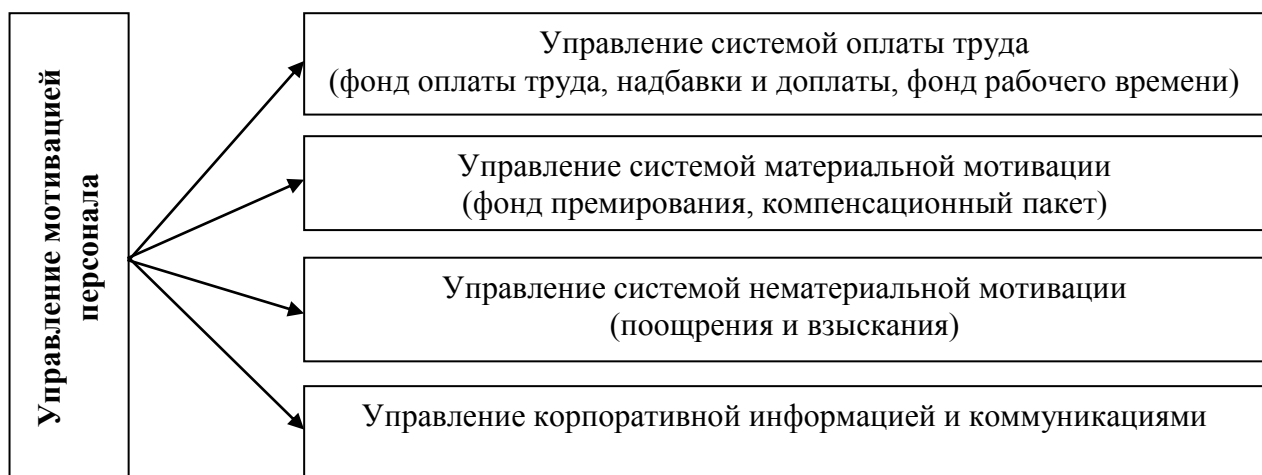 Управление мотивацией
персонала
Управление системой оплаты труда
(фонд оплаты труда, надбавки и доплаты, фонд рабочего времени)
Управление системой материальной мотивации
(фонд премирования, компенсационный пакет)
Управление системой нематериальной мотивации
(поощрения и взыскания)
Управление корпоративной информацией и коммуникациями